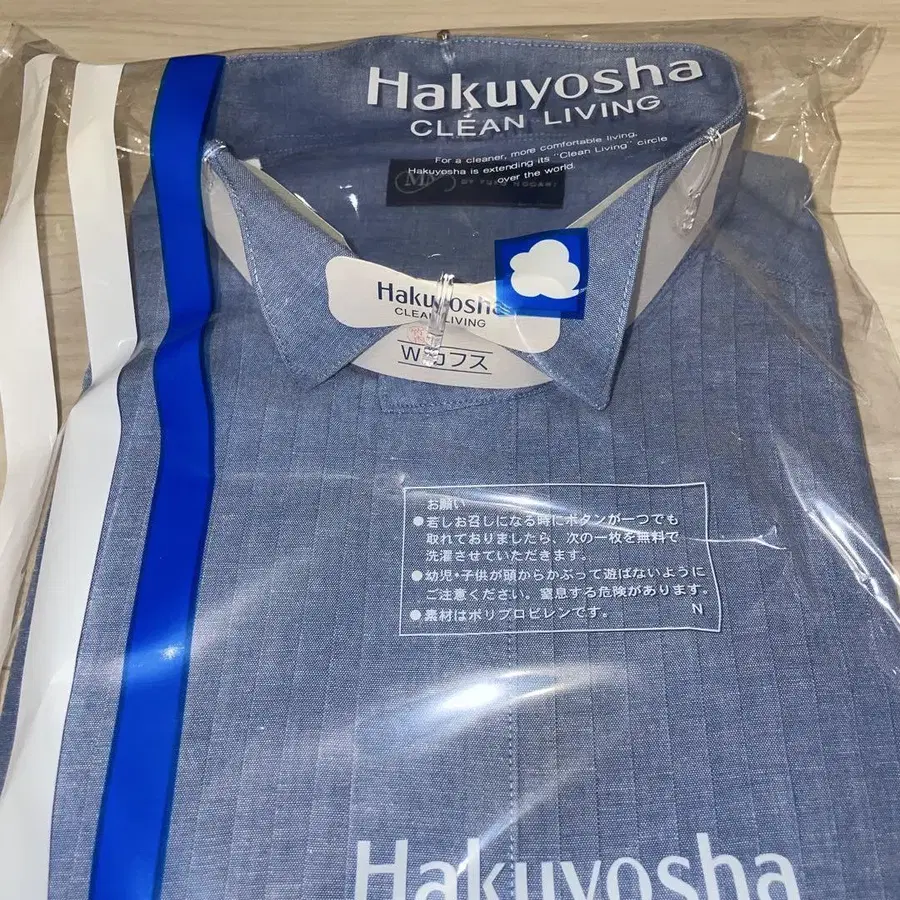 Hakuyosha
CLEAN LIVING
For a cleaner, more comfortable living,
Hakuyosha is extending its "Clean Living" circle
over the world.
M
BY
Hakuyosha
CLEAN LIVING
Wカフス
お願い
●若しお召しになる時にボタンが一つでも
取れておりましたら、次の一枚を無料で
洗濯させていただきます。
●幼児・子供が頭からかぶって遊ばないように
ご注意ください。窒息する危険があります。
●素材はポリプロピレンです。 N
Hakuyosha